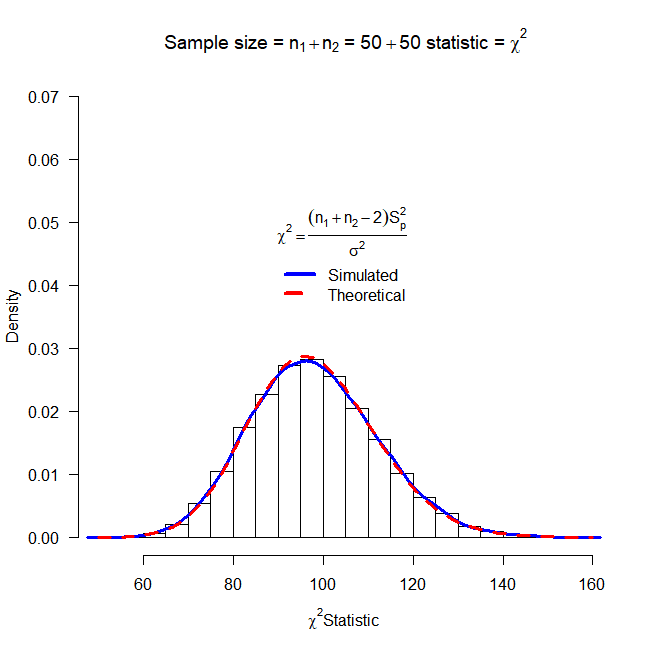 Sample size = n₁ + n₂ = 50 + 50 statistic = χ²
0.07
0.06
0.05
0.04
0.03
0.02
0.01
0.00
Density
χ² = (n₁ + n₂ − 2)Sₚ² / σ²
Simulated
Theoretical
60 80 100 120 140 160
χ²Statistic